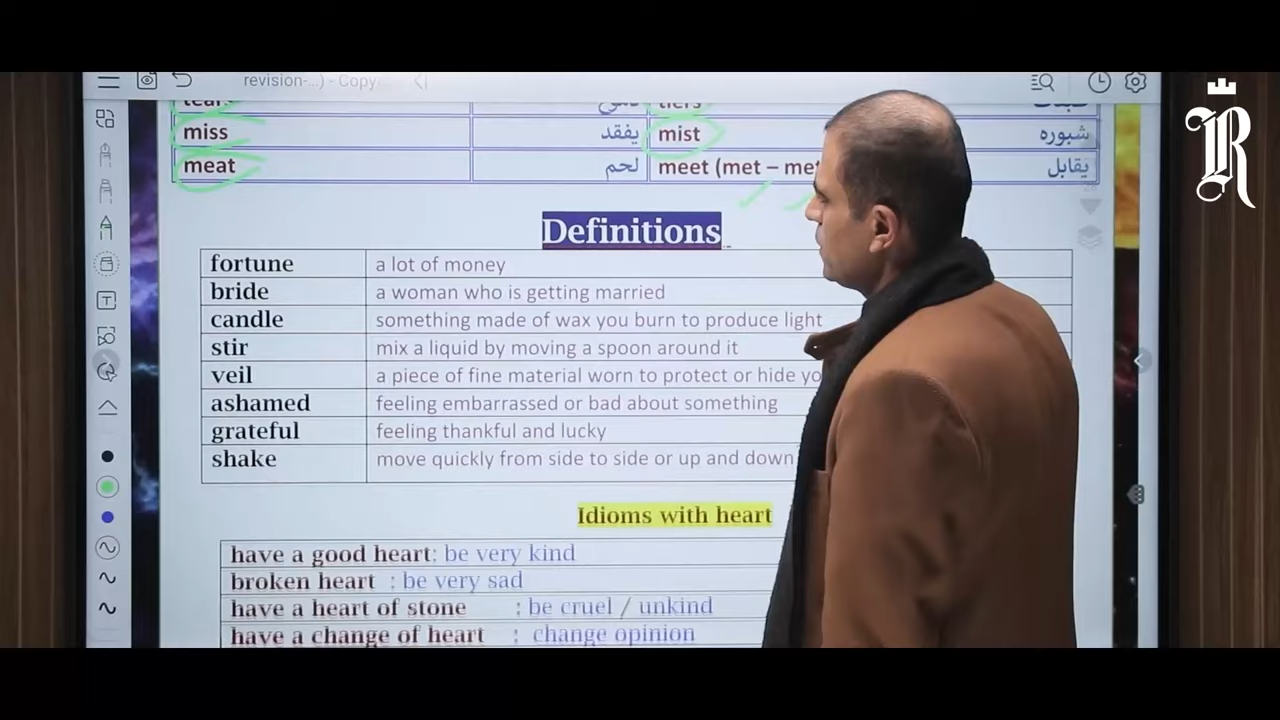 revision-...) - Copy
miss يفقد mist شبوره
meat لحم meet (met – met يقابل
Definitions
fortune a lot of money
bride a woman who is getting married
candle something made of wax you burn to produce light
stir mix a liquid by moving a spoon around it
veil a piece of fine material worn to protect or hide
ashamed feeling embarrassed or bad about something
grateful feeling thankful and lucky
shake move quickly from side to side or up and down
Idioms with heart
have a good heart: be very kind
broken heart : be very sad
have a heart of stone : be cruel / unkind
have a change of heart : change opinion
R